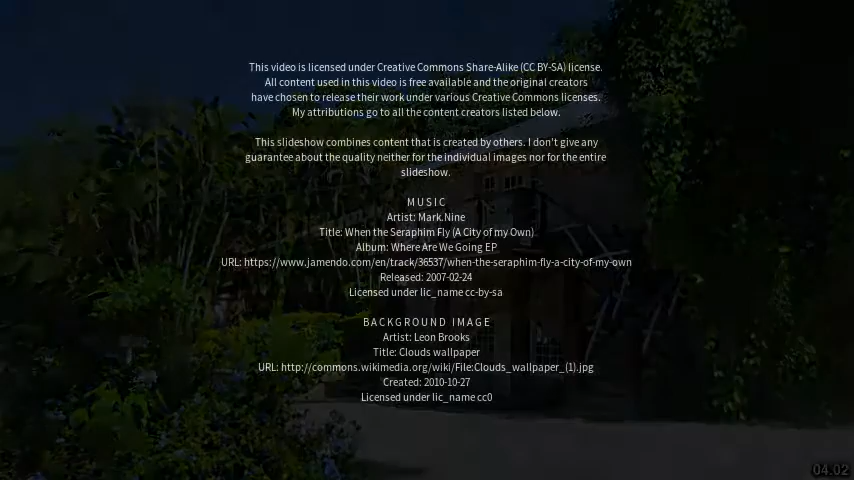 This video is licensed under Creative Commons Share-Alike (CC BY-SA) license.
All content used in this video is free available and the original creators
have chosen to release their work under various Creative Commons licenses.
My attributions go to all the content creators listed below.
This slideshow combines content that is created by others. I don't give any
guarantee about the quality neither for the individual images nor for the entire
slideshow.
MUSIC
Artist: Mark.Nine
Title: When the Seraphim Fly (A City of my Own)
Album: Where Are We Going EP
URL: https://www.jamendo.com/en/track/36537/when-the-seraphim-fly-a-city-of-my-own
Released: 2007-02-24
Licensed under lic_name cc-by-sa
BACKGROUND IMAGE
Artist: Leon Brooks
Title: Clouds wallpaper
URL: http://commons.wikimedia.org/wiki/File:Clouds_wallpaper_(1).jpg
Created: 2010-10-27
Licensed under lic_name cc0
04.02